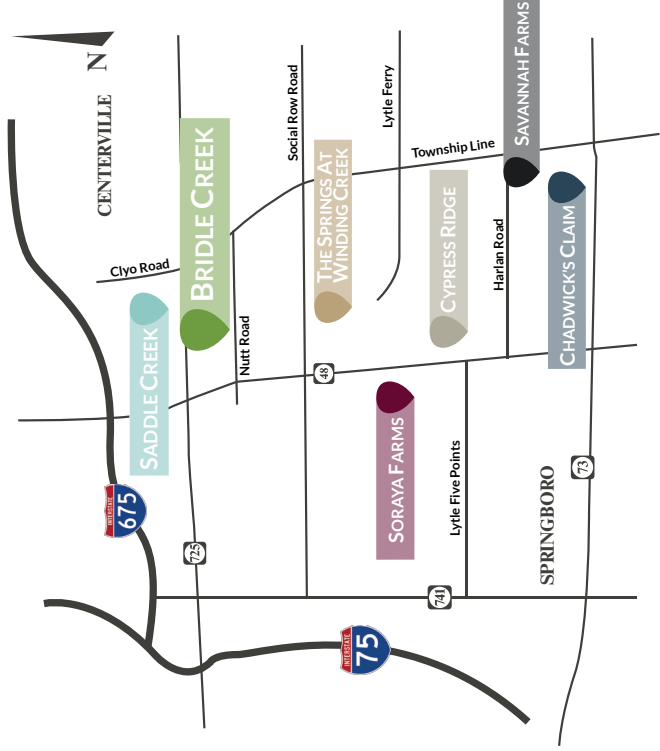 N
CENTERVILLE
Clyo Road
SADDLE CREEK
BRIDLE CREEK
Nutt Road
Social Row Road
THE SPRINGS AT
WINDING CREEK
Lytle Ferry
Township Line
CYPRESS RIDGE
Harlan Road
SAVANNAH FARMS
CHADWICK'S CLAIM
48
SORAYA FARMS
Lytle Five Points
SPRINGBORO
73
INTERSTATE
675
725
741
INTERSTATE
75